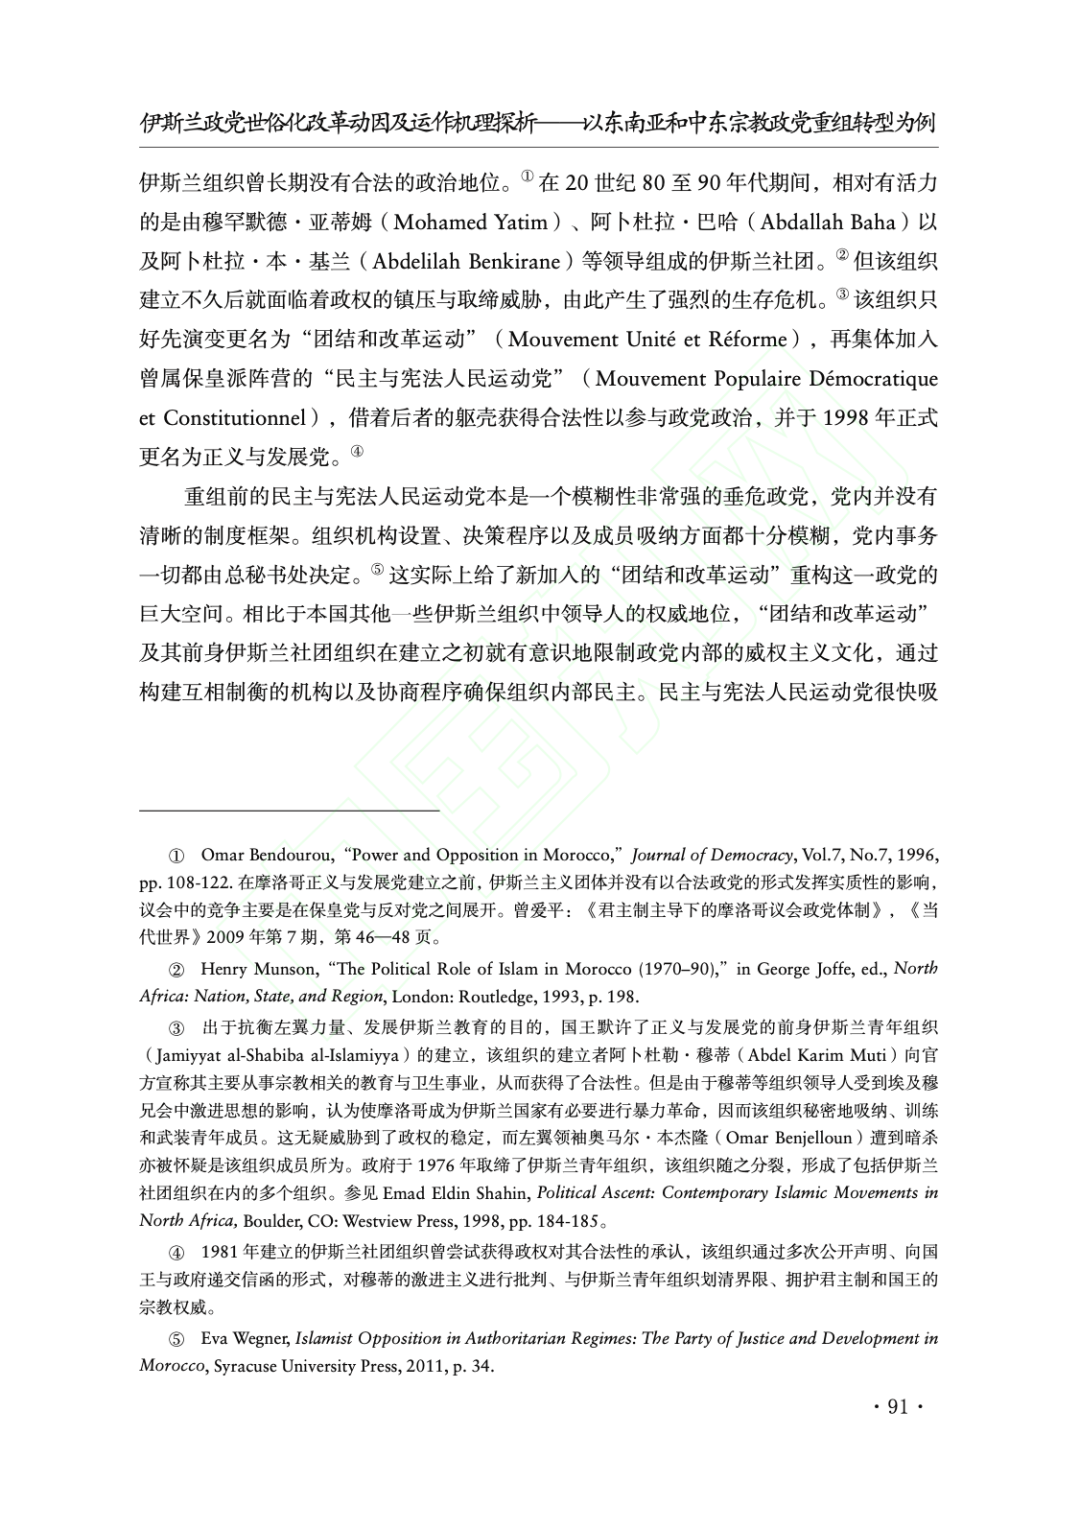 伊斯兰政党世俗化改革动因及运作机理探析——以东南亚和中东宗教政党重组转型为例
伊斯兰组织曾长期没有合法的政治地位。①在 20 世纪 80 至 90 年代期间，相对有活力
的是由穆罕默德·亚蒂姆（Mohamed Yatim）、阿卜杜拉·巴哈（Abdallah Baha）以
及阿卜杜拉·本·基兰（Abdelilah Benkirane）等领导组成的伊斯兰社团。②但该组织
建立不久后就面临着政权的镇压与取缔威胁，由此产生了强烈的生存危机。③该组织只
好先演变更名为“团结和改革运动”（Mouvement Unité et Réforme），再集体加入
曾属保皇派阵营的“民主与宪法人民运动党”（Mouvement Populaire Démocratique
et Constitutionnel），借着后者的躯壳获得合法性以参与政党政治，并于 1998 年正式
更名为正义与发展党。④
重组前的民主与宪法人民运动党本是一个模糊性非常强的垂危政党，党内并没有
清晰的制度框架。组织机构设置、决策程序以及成员吸纳方面都十分模糊，党内事务
一切都由总秘书处决定。⑤这实际上给了新加入的“团结和改革运动”重构这一政党的
巨大空间。相比于本国其他一些伊斯兰组织中领导人的权威地位，“团结和改革运动”
及其前身伊斯兰社团组织在建立之初就有意识地限制政党内部的威权主义文化，通过
构建互相制衡的机构以及协商程序确保组织内部民主。民主与宪法人民运动党很快吸
① Omar Bendourou, “Power and Opposition in Morocco,” Journal of Democracy, Vol.7, No.7, 1996,
pp. 108-122. 在摩洛哥正义与发展党建立之前，伊斯兰主义团体并没有以合法政党的形式发挥实质性的影响，
议会中的竞争主要是在保皇党与反对党之间展开。曾爱平：《君主制主导下的摩洛哥议会政党体制》，《当
代世界》2009 年第 7 期，第 46—48 页。
② Henry Munson, “The Political Role of Islam in Morocco (1970–90),” in George Joffe, ed., North
Africa: Nation, State, and Region, London: Routledge, 1993, p. 198.
③ 出于抗衡左翼力量、发展伊斯兰教育的目的，国王默许了正义与发展党的前身伊斯兰青年组织
（Jamiyyat al-Shabiba al-Islamiyya）的建立，该组织的建立者阿卜杜勒·穆蒂（Abdel Karim Muti）向官
方宣称其主要从事宗教相关的教育与卫生事业，从而获得了合法性。但是由于穆蒂等组织领导人受到埃及穆
兄会中激进思想的影响，认为使摩洛哥成为伊斯兰国家有必要进行暴力革命，因而该组织秘密地吸纳、训练
和武装青年成员。这无疑威胁到了政权的稳定，而左翼领袖奥马尔·本杰隆（Omar Benjelloun）遭到暗杀
亦被怀疑是该组织成员所为。政府于 1976 年取缔了伊斯兰青年组织，该组织随之分裂，形成了包括伊斯兰
社团组织在内的多个组织。参见 Emad Eldin Shahin, Political Ascent: Contemporary Islamic Movements in
North Africa, Boulder, CO: Westview Press, 1998, pp. 184-185。
④ 1981 年建立的伊斯兰社团组织曾尝试获得政权对其合法性的承认，该组织通过多次公开声明、向国
王与政府递交信函的形式，对穆蒂的激进主义进行批判、与伊斯兰青年组织划清界限、拥护君主制和国王的
宗教权威。
⑤ Eva Wegner, Islamist Opposition in Authoritarian Regimes: The Party of Justice and Development in
Morocco, Syracuse University Press, 2011, p. 34.
·91·